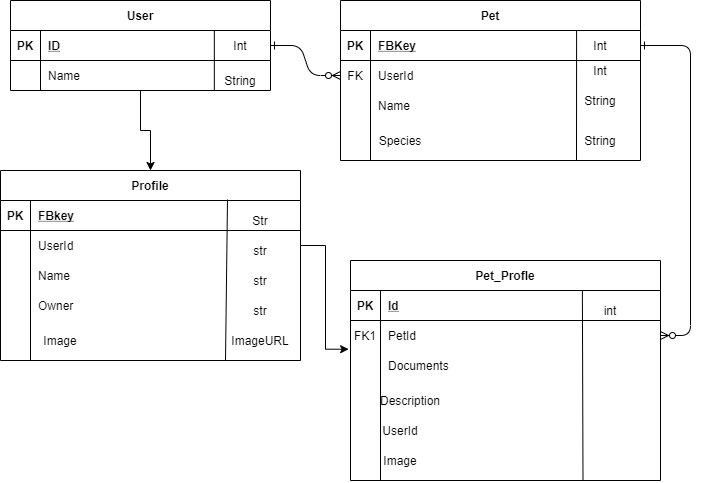 User
PK ID Int
Name String
Pet
PK FBKey Int
FK UserId Int
Name String
Species String
Profile
PK FBkey Str
UserId str
Name str
Owner str
Image ImageURL
Pet_Profle
PK Id int
FK1 PetId
Documents
Description
UserId
Image